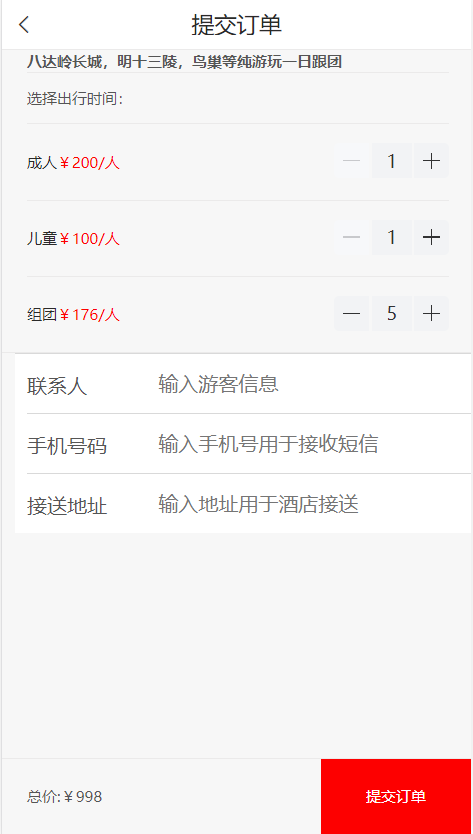 提交订单
八达岭长城，明十三陵，鸟巢等纯游玩一日跟团
选择出行时间：
成人￥200/人
1
儿童￥100/人
1
组团￥176/人
5
联系人 输入游客信息
手机号码 输入手机号用于接收短信
接送地址 输入地址用于酒店接送
总价:￥998
提交订单